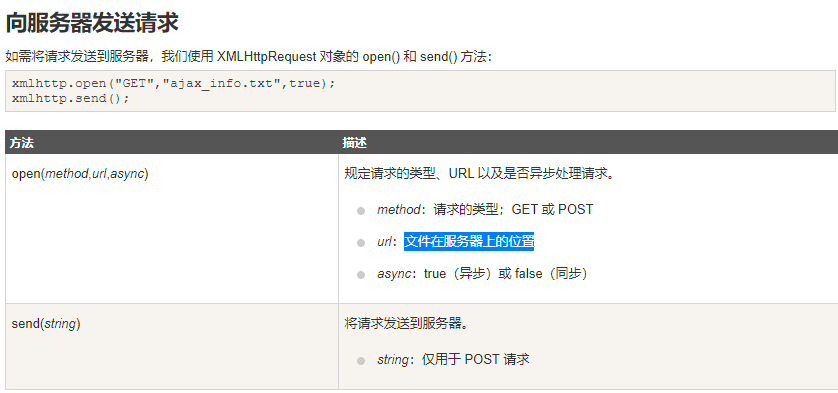 向服务器发送请求
如需将请求发送到服务器，我们使用 XMLHttpRequest 对象的 open() 和 send() 方法：
xmlhttp.open("GET","ajax_info.txt",true);
xmlhttp.send();
方法 描述
open(method,url,async) 规定请求的类型、URL 以及是否异步处理请求。
method：请求的类型；GET 或 POST
url：文件在服务器上的位置
async：true（异步）或 false（同步）
send(string) 将请求发送到服务器。
string：仅用于 POST 请求